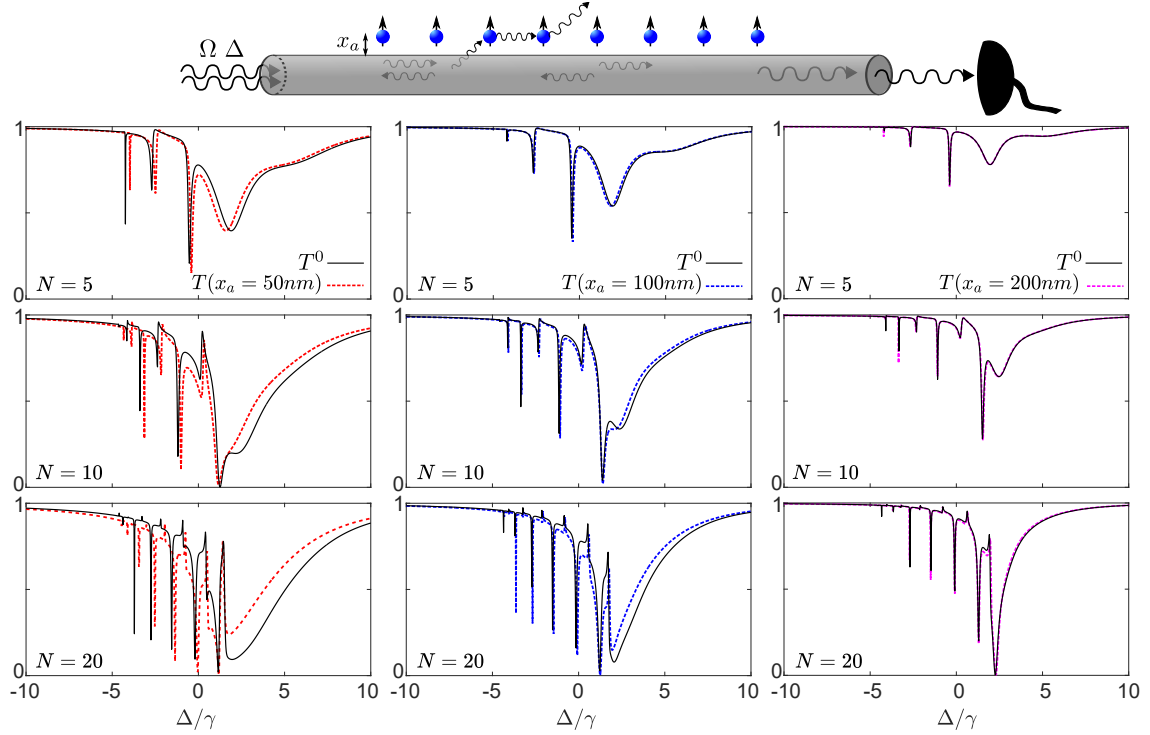 Ω Δ
x_a
1
T^0
T(x_a = 50nm)
N = 5
0
1
T^0
T(x_a = 100nm)
N = 5
0
1
T^0
T(x_a = 200nm)
N = 5
0
1
N = 10
0
1
N = 10
0
1
N = 10
0
1
N = 20
0
-10 -5 0 5 10
Δ/γ
1
N = 20
0
-10 -5 0 5 10
Δ/γ
1
N = 20
0
-10 -5 0 5 10
Δ/γ